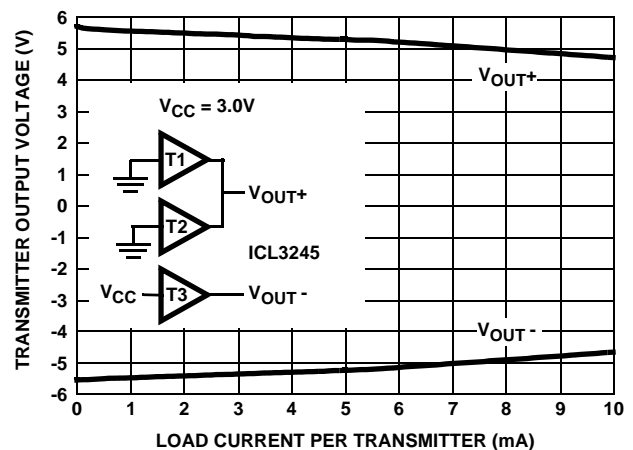 TRANSMITTER OUTPUT VOLTAGE (V)
6
5
4
3
2
1
0
-1
-2
-3
-4
-5
-6
VOUT+
VCC = 3.0V
T1
VOUT+
T2
ICL3245
VCC
T3
VOUT -
VOUT -
0 1 2 3 4 5 6 7 8 9 10
LOAD CURRENT PER TRANSMITTER (mA)